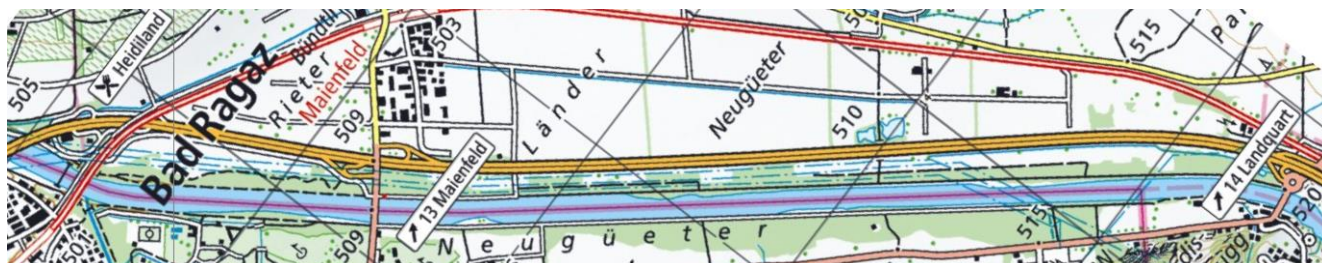 505
Heidiland
Bad Ragaz
Bündtli
Rieter
Maienfeld
509
503
Länder
Neugüeter
510
515
13 Maienfeld
509
Neugüeter
515
14 Landquart
520